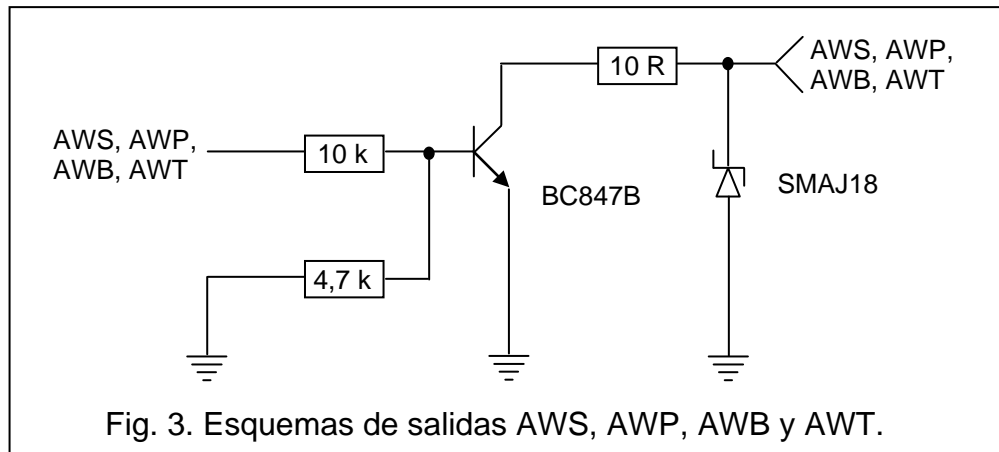 10 R
AWS, AWP,
AWB, AWT
AWS, AWP,
AWB, AWT
10 k
BC847B
SMAJ18
4,7 k
Fig. 3. Esquemas de salidas AWS, AWP, AWB y AWT.